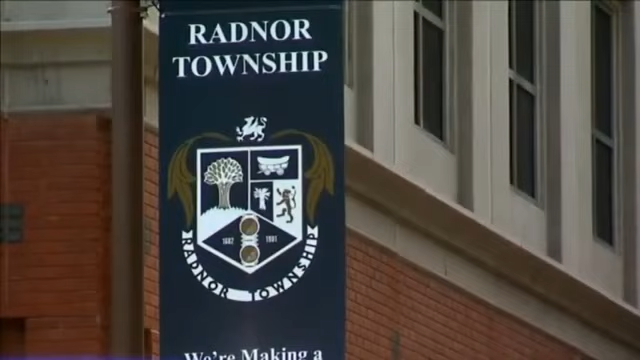 RADNOR
TOWNSHIP
1682 1901
RADNOR TOWNSHIP
We're Making a